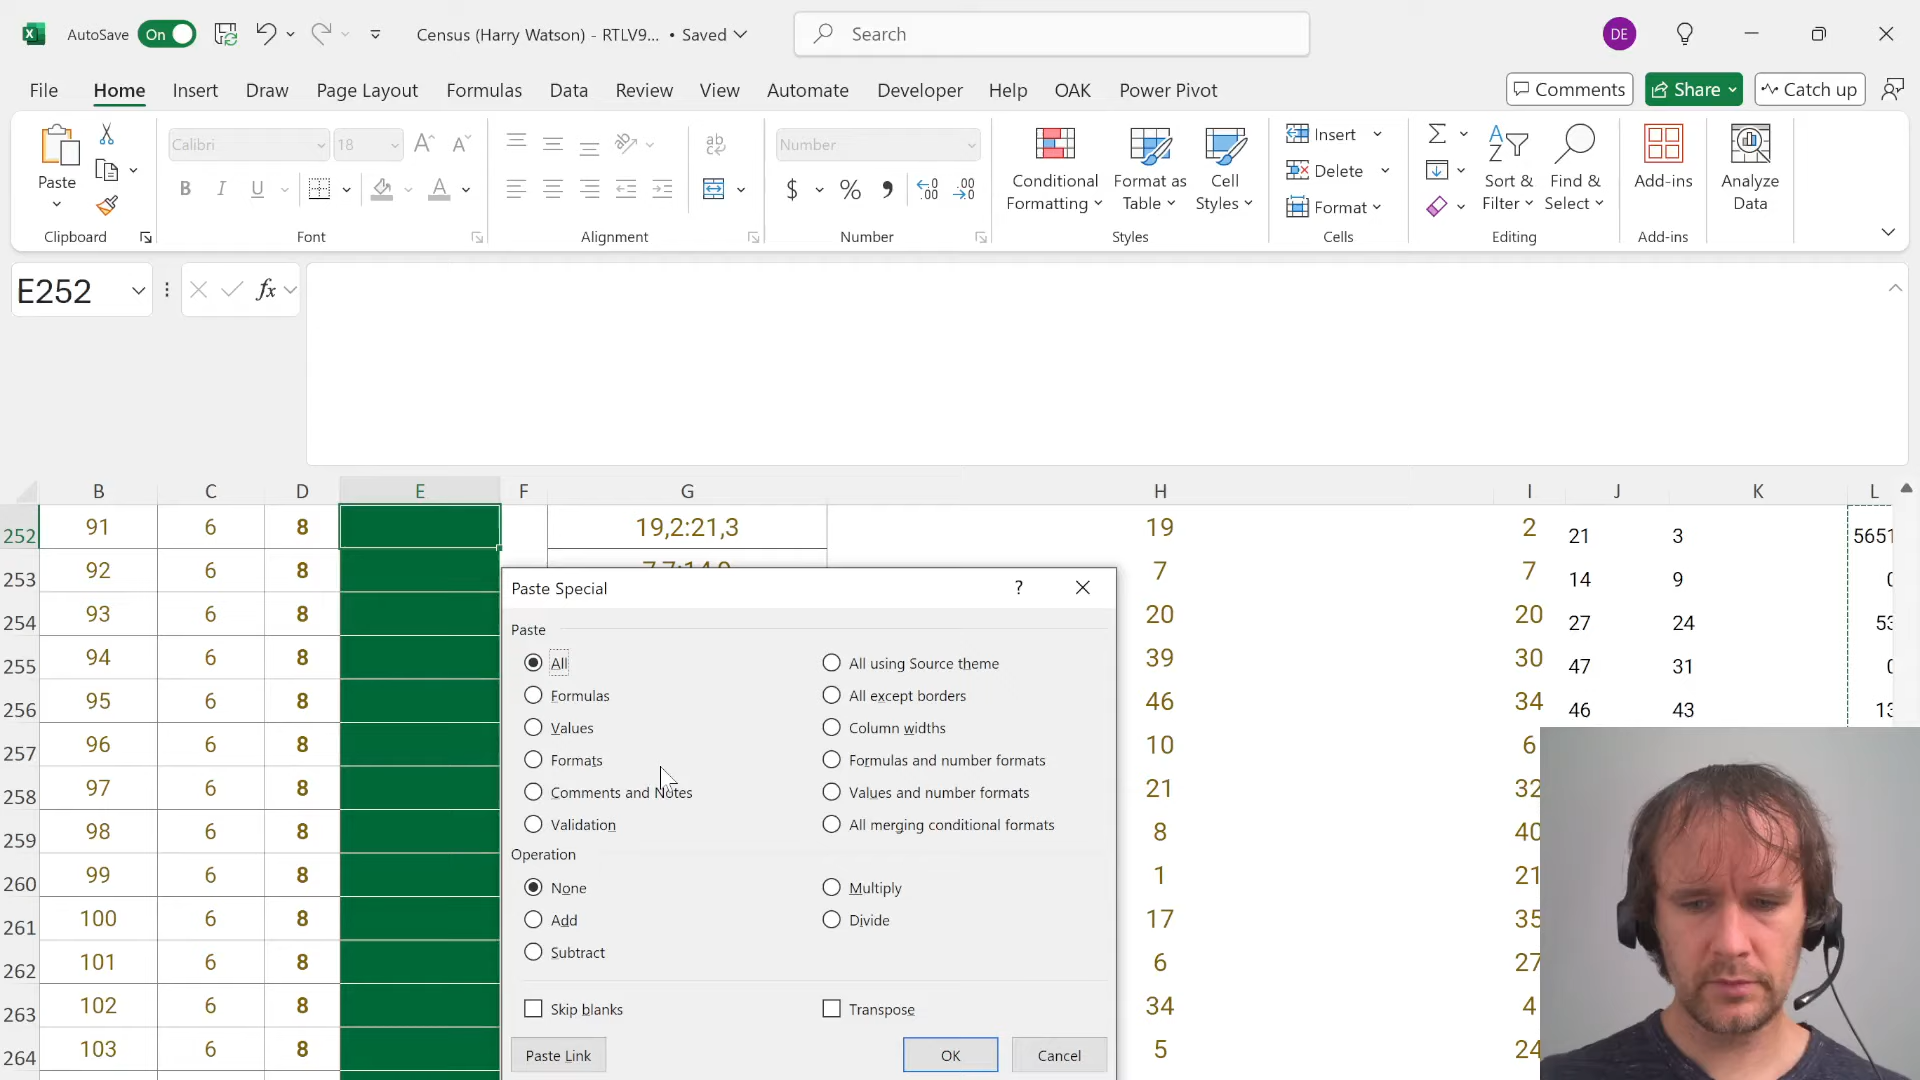 AutoSave On Census (Harry Watson) - RTLV9... • Saved Search DE
File Home Insert Draw Page Layout Formulas Data Review View Automate Developer Help OAK Power Pivot Comments Share Catch up
Calibri 18 Number
Paste
Insert
Delete
Format
Conditional Formatting
Format as Table
Cell Styles
Sort & Filter
Find & Select
Add-ins
Analyze Data
Clipboard Font Alignment Number Styles Cells Editing Add-ins
E252 fx
B C D E F G H I J K L
252 91 6 8 19,2:21,3 19 2 21 3 5651
253 92 6 8 7 7 14 9
254 93 6 8 20 20 27 24
255 94 6 8 39 30 47 31
256 95 6 8 46 34 46 43
257 96 6 8 10 6
258 97 6 8 21 32
259 98 6 8 8 40
260 99 6 8 1 21
261 100 6 8 17 35
262 101 6 8 6 27
263 102 6 8 34 4
264 103 6 8 5 24
Paste Special ?
Paste
All All using Source theme
Formulas All except borders
Values Column widths
Formats Formulas and number formats
Comments and Notes Values and number formats
Validation All merging conditional formats
Operation
None Multiply
Add Divide
Subtract
Skip blanks Transpose
Paste Link OK Cancel